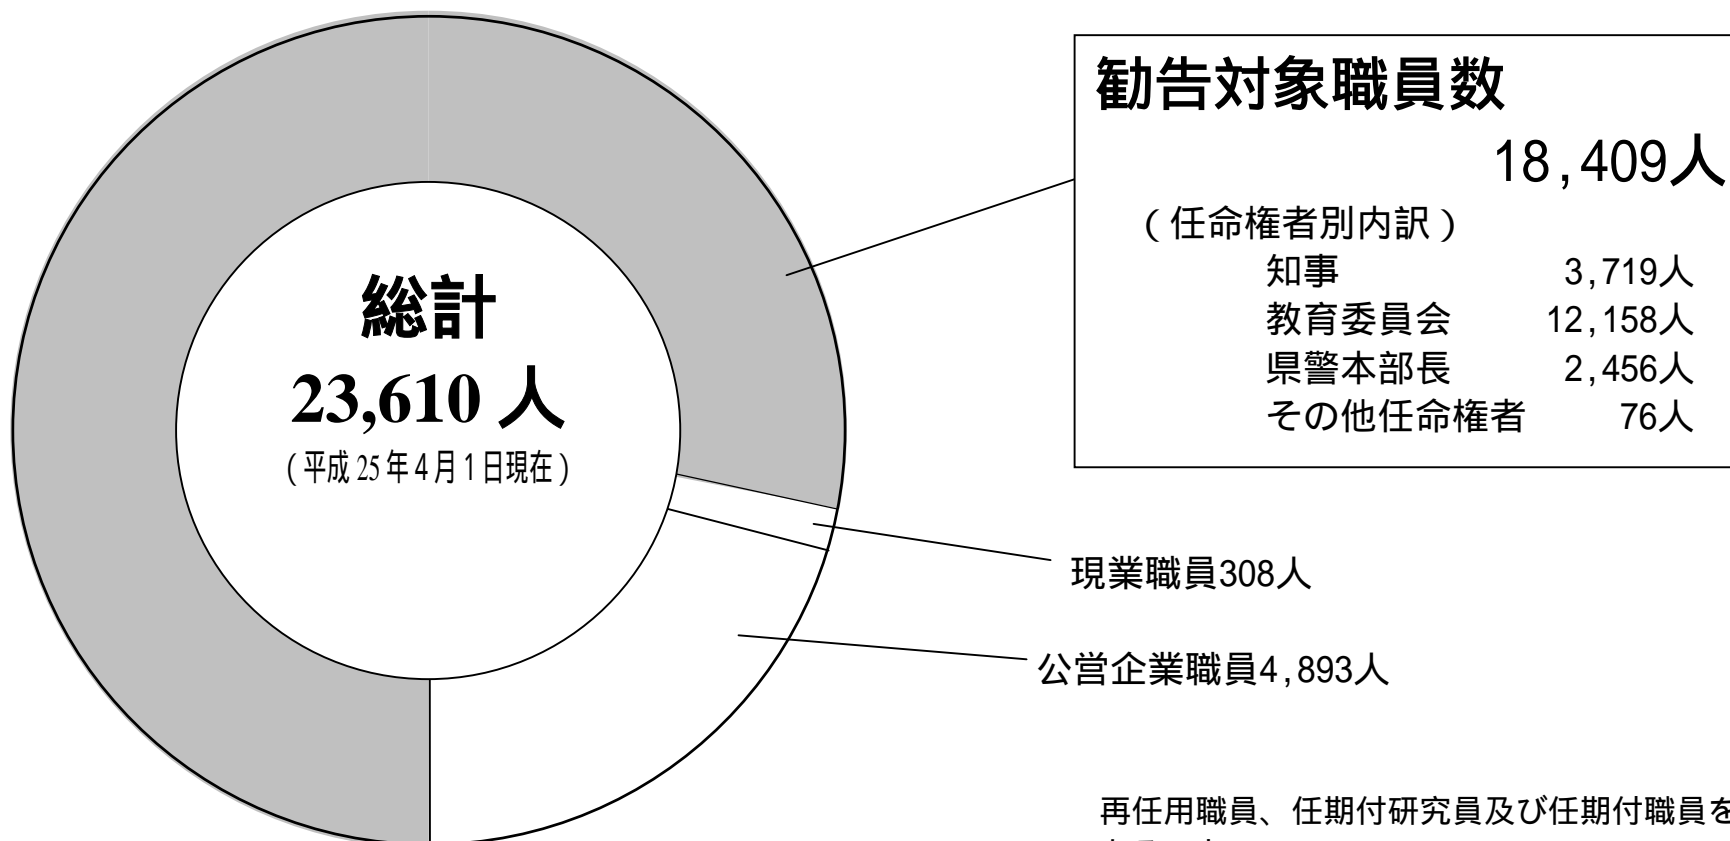 総計
23,610 人
(平成 25 年 4 月 1 日現在)
勧告対象職員数
18,409人
(任命権者別内訳)
知事 3,719人
教育委員会 12,158人
県警本部長 2,456人
その他任命権者 76人
現業職員308人
公営企業職員4,893人
再任用職員、任期付研究員及び任期付職員を